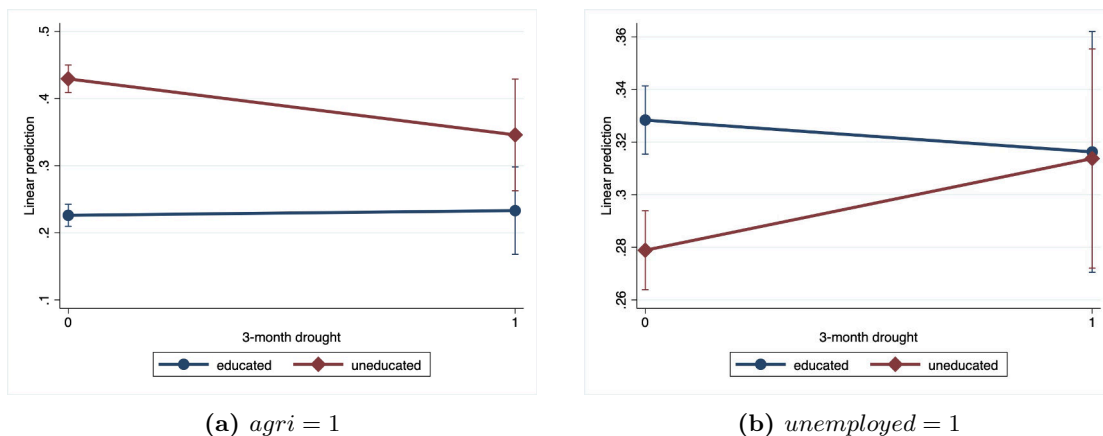 .5
.4
.3
.2
.1
Linear prediction
0
1
3-month drought
educated
uneducated
(a) agri = 1
.36
.34
.32
.3
.28
.26
Linear prediction
0
1
3-month drought
educated
uneducated
(b) unemployed = 1